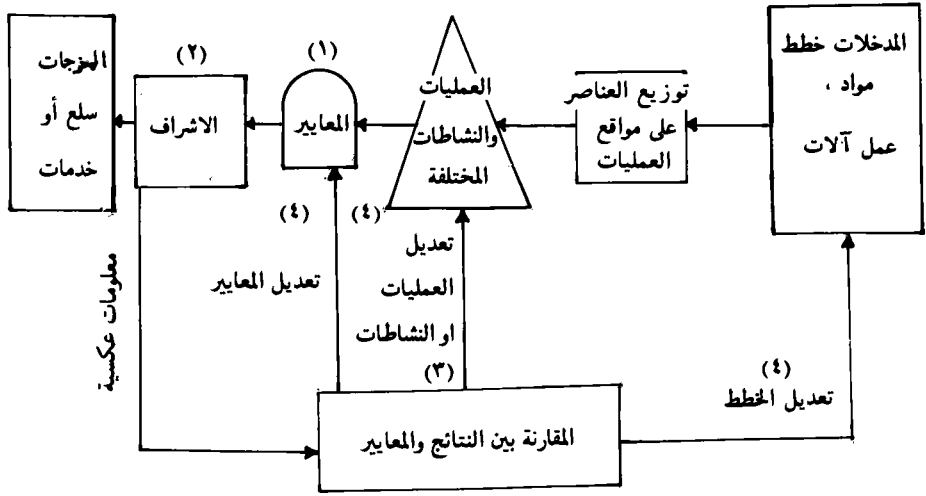 المدخلات خطط
مواد ،
عمل آلات
توزيع العناصر
على مواقع
العمليات
العمليات
والنشاطات
المختلفة
(١)
المعايير
(٢)
الاشراف
المخرجات
سلع أو
خدمات
معلومات عكسية
(٤)
تعديل المعايير
(٤)
تعديل
العمليات
او النشاطات
(٣)
المقارنة بين النتائج والمعايير
(٤)
تعديل الخطط